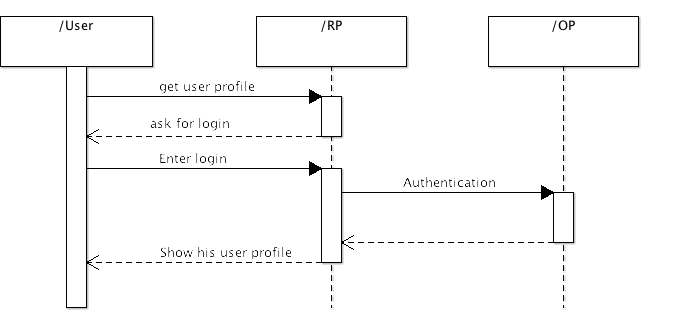 /User
/RP
/OP
get user profile
ask for login
Enter login
Authentication
Show his user profile